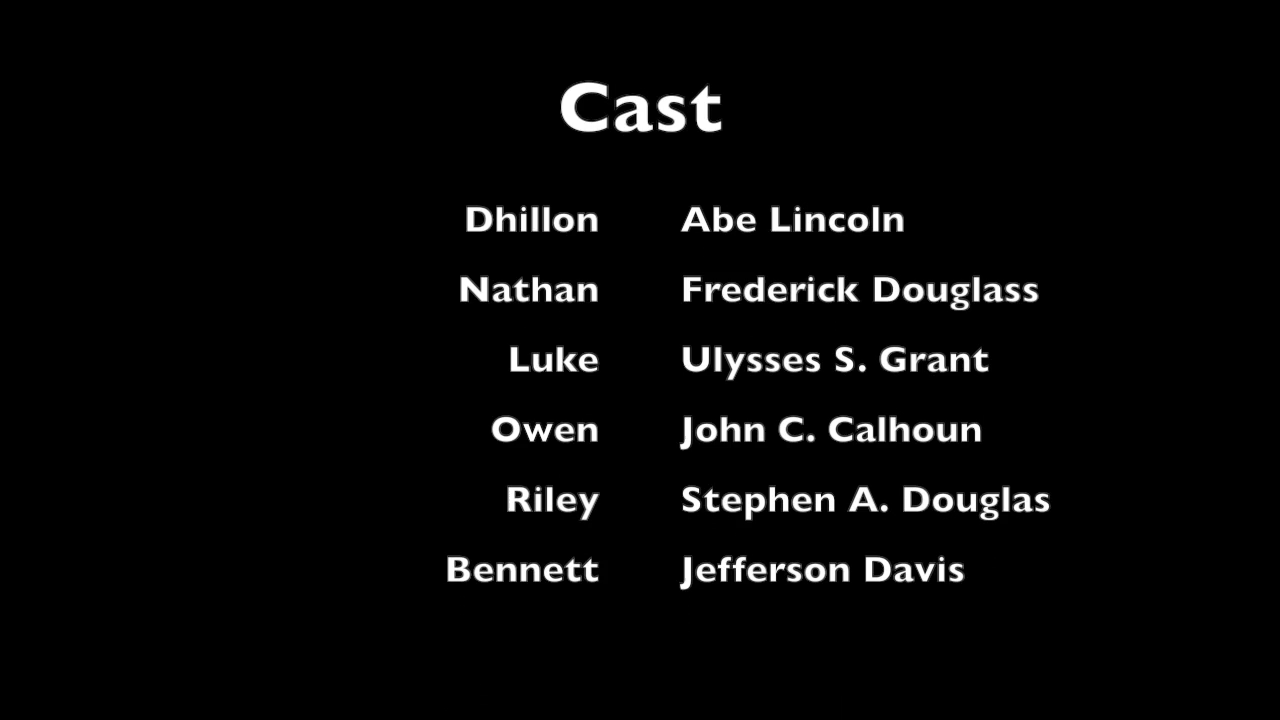 Cast
Dhillon Abe Lincoln
Nathan Frederick Douglass
Luke Ulysses S. Grant
Owen John C. Calhoun
Riley Stephen A. Douglas
Bennett Jefferson Davis